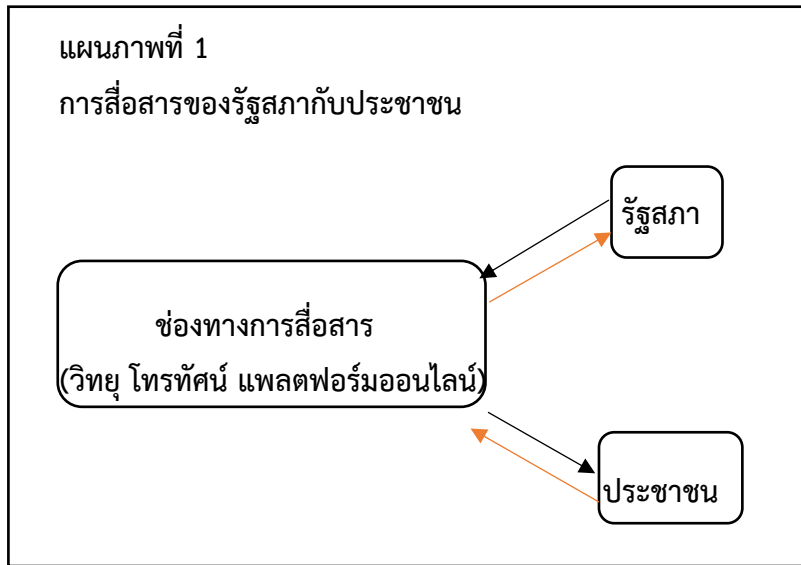 แผนภาพที่ 1
การสื่อสารของรัฐสภากับประชาชน
รัฐสภา
ช่องทางการสื่อสาร
(วิทยุ โทรทัศน์ แพลตฟอร์มออนไลน์)
ประชาชน